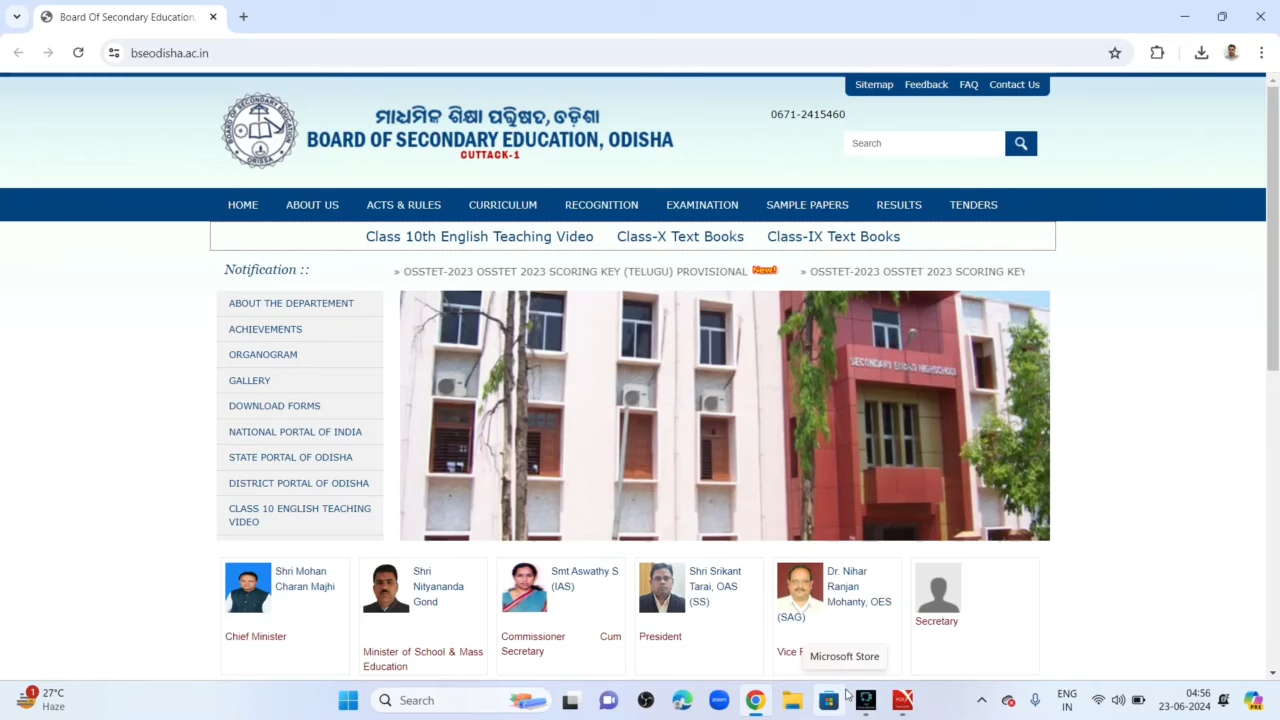 Board Of Secondary Education,
bseodisha.ac.in
Sitemap Feedback FAQ Contact Us
0671-2415460
ମାଧ୍ୟମିକ ଶିକ୍ଷା ପରିଷଦ, ଓଡ଼ିଶା
BOARD OF SECONDARY EDUCATION, ODISHA
CUTTACK-1
Search
HOME ABOUT US ACTS & RULES CURRICULUM RECOGNITION EXAMINATION SAMPLE PAPERS RESULTS TENDERS
Class 10th English Teaching Video Class-X Text Books Class-IX Text Books
Notification :: » OSSTET-2023 OSSTET 2023 SCORING KEY (TELUGU) PROVISIONAL New! » OSSTET-2023 OSSTET 2023 SCORING KEY
ABOUT THE DEPARTEMENT
ACHIEVEMENTS
ORGANOGRAM
GALLERY
DOWNLOAD FORMS
NATIONAL PORTAL OF INDIA
STATE PORTAL OF ODISHA
DISTRICT PORTAL OF ODISHA
CLASS 10 ENGLISH TEACHING
VIDEO
Shri Mohan
Charan Majhi
Chief Minister
Shri
Nityananda
Gond
Minister of School & Mass
Education
Smt Aswathy S
(IAS)
Commissioner Cum
Secretary
Shri Srikant
Tarai, OAS
(SS)
President
Dr. Nihar
Ranjan
Mohanty, OES
(SAG)
Vice
Secretary
Microsoft Store
1
27°C
Haze
Search
zoom
ENG
IN
04:56
23-06-2024